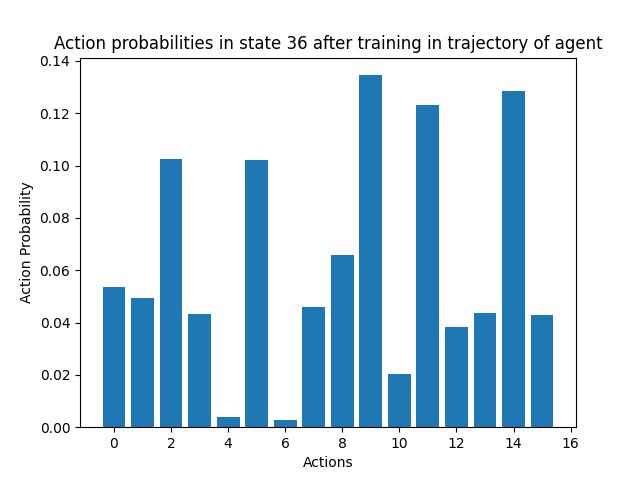 Action probabilities in state 36 after training in trajectory of agent
0.14
0.12
0.10
0.08
0.06
0.04
0.02
0.00
Action Probability
0 2 4 6 8 10 12 14 16
Actions